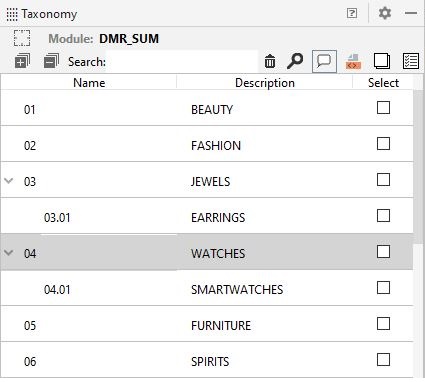 Taxonomy
Module: DMR_SUM
Search:
Name Description Select
01 BEAUTY
02 FASHION
03 JEWELS
03.01 EARRINGS
04 WATCHES
04.01 SMARTWATCHES
05 FURNITURE
06 SPIRITS